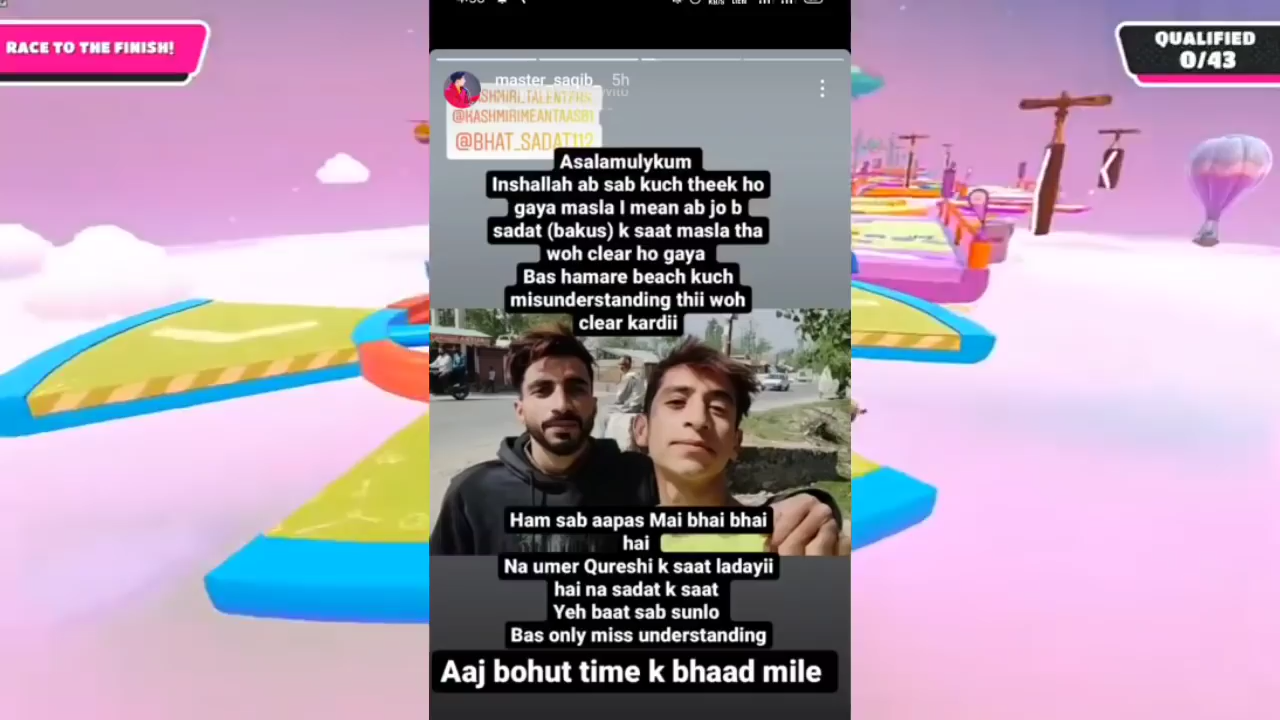 RACE TO THE FINISH!
QUALIFIED
0/43
master_saqib_ 5h
@KASHMIRIMEANTAAS01
@BHAT_SADAT112
Asalamulykum
Inshallah ab sab kuch theek ho
gaya masla I mean ab jo b
sadat (bakus) k saat masla tha
woh clear ho gaya
Bas hamare beach kuch
misunderstanding thii woh
clear kardii
Ham sab aapas Mai bhai bhai
hai
Na umer Qureshi k saat ladayii
hai na sadat k saat
Yeh baat sab sunlo
Bas only miss understanding
Aaj bohut time k bhaad mile